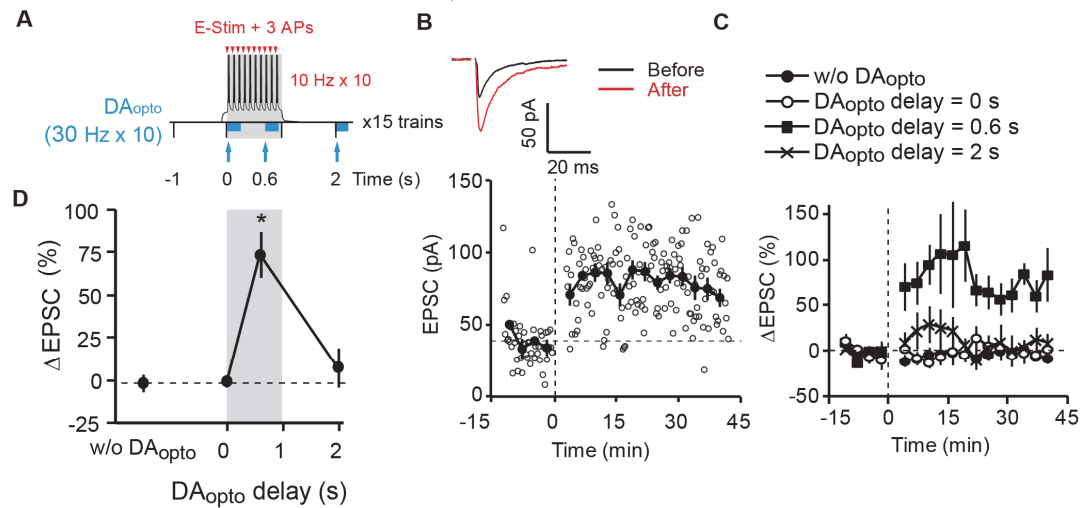 A
E-Stim + 3 APs
10 Hz x 10
DAopto
(30 Hz x 10)
x15 trains
-1
0
0.6
2
Time (s)
B
Before
After
50 pA
20 ms
150
100
50
0
EPSC (pA)
-15
0
15
30
45
Time (min)
C
w/o DAopto
DAopto delay = 0 s
DAopto delay = 0.6 s
DAopto delay = 2 s
150
100
50
0
-50
ΔEPSC (%)
-15
0
15
30
45
Time (min)
D
100
75
50
25
0
-25
Δ EPSC (%)
*
w/o DAopto
0
1
2
DAopto delay (s)